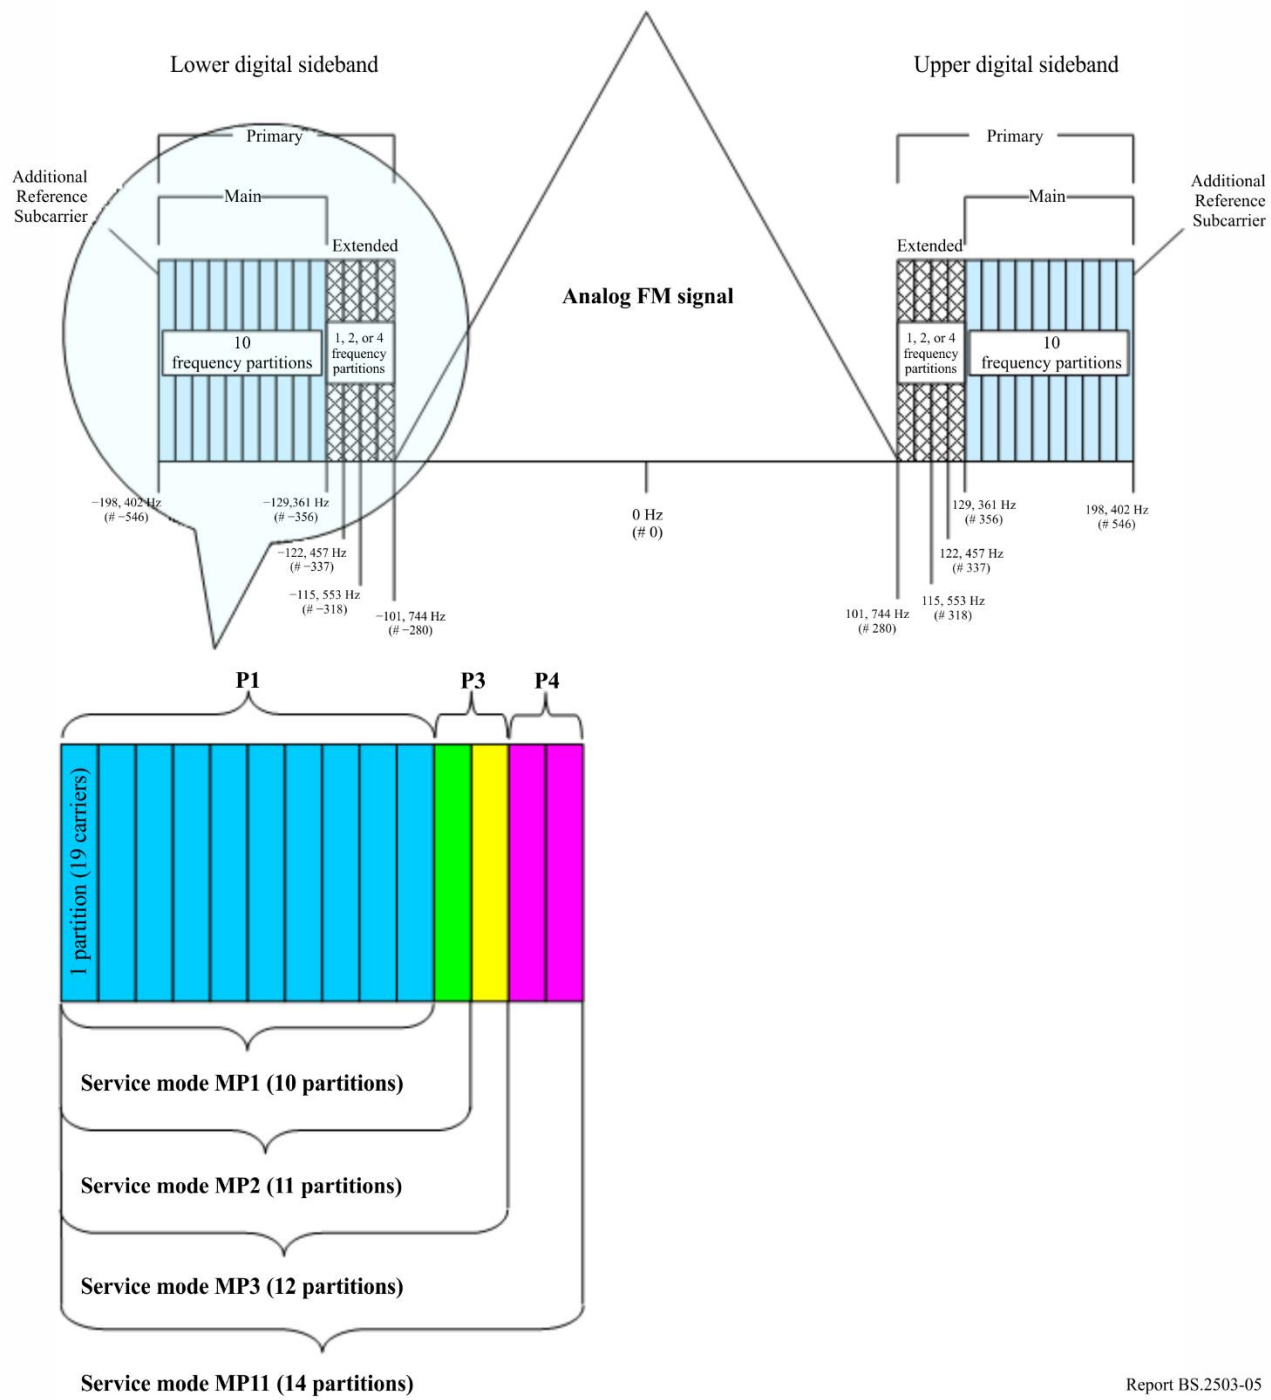 Lower digital sideband
Upper digital sideband
Primary
Primary
Additional
Reference
Subcarrier
Main
Extended
Extended
Main
Additional
Reference
Subcarrier
Analog FM signal
10
frequency partitions
1, 2, or 4
frequency
partitions
1, 2, or 4
frequency
partitions
10
frequency partitions
−198, 402 Hz
(# −546)
−129,361 Hz
(# −356)
−122, 457 Hz
(# −337)
−115, 553 Hz
(# −318)
−101, 744 Hz
(# −280)
0 Hz
(# 0)
101, 744 Hz
(# 280)
115, 553 Hz
(# 318)
122, 457 Hz
(# 337)
129, 361 Hz
(# 356)
198, 402 Hz
(# 546)
P1
P3
P4
1 partition (19 carriers)
Service mode MP1 (10 partitions)
Service mode MP2 (11 partitions)
Service mode MP3 (12 partitions)
Service mode MP11 (14 partitions)
Report BS.2503-05